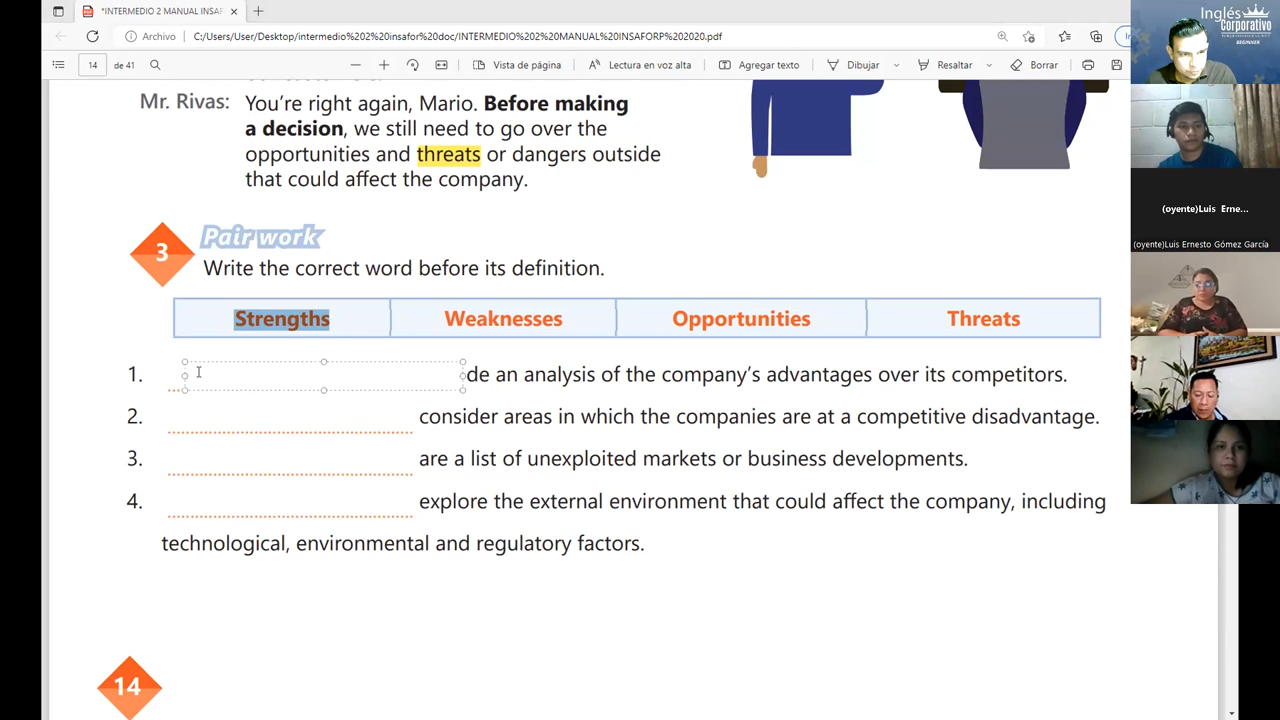 *INTERMEDIO 2 MANUAL INSAF
Archivo
C:/Users/User/Desktop/intermedio%202%20insafor%20doc/INTERMEDIO%202%20MANUAL%20INSAFORP%202020.pdf
14 de 41
Vista de página
Lectura en voz alta
Agregar texto
Dibujar
Resaltar
Borrar
Inglés
Corporativo
BEGINNER
Mr. Rivas: You're right again, Mario. Before making
a decision, we still need to go over the
opportunities and threats or dangers outside
that could affect the company.
3 Pair work
Write the correct word before its definition.
Strengths Weaknesses Opportunities Threats
1. de an analysis of the company's advantages over its competitors.
2. consider areas in which the companies are at a competitive disadvantage.
3. are a list of unexploited markets or business developments.
4. explore the external environment that could affect the company, including
technological, environmental and regulatory factors.
14
(oyente)Luis Erne...
(oyente)Luis Ernesto Gómez García